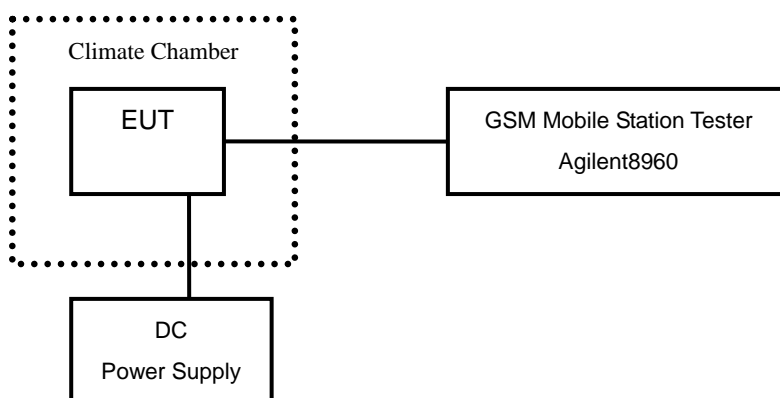 Climate Chamber
EUT
GSM Mobile Station Tester
Agilent8960
DC
Power Supply